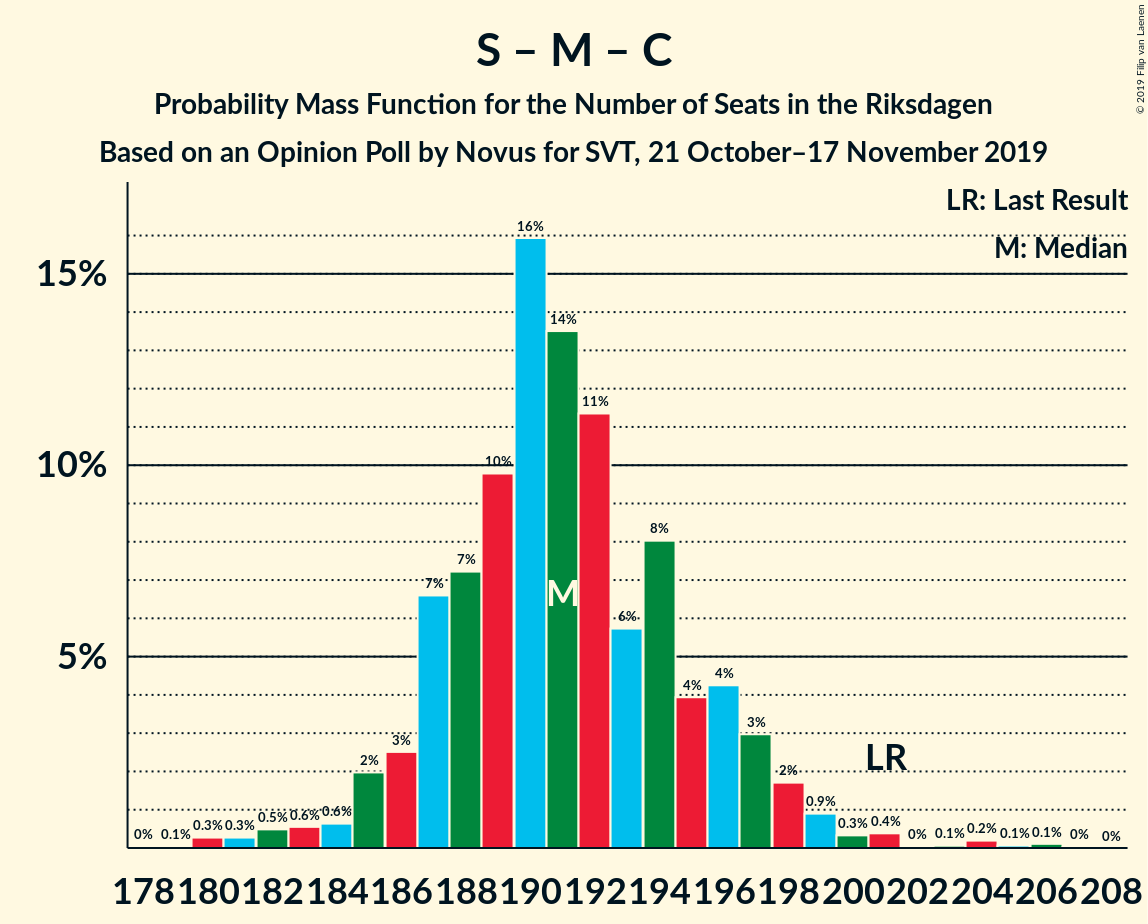 S – M – C
Probability Mass Function for the Number of Seats in the Riksdagen
Based on an Opinion Poll by Novus for SVT, 21 October–17 November 2019
© 2019 Filip van Laenen
LR: Last Result
M: Median
15%
10%
5%
0% 0.1% 0.3% 0.3% 0.5% 0.6% 0.6% 2% 3% 7% 7% 10% 16% 14% 11% 6% 8% 4% 4% 3% 2% 0.9% 0.3% 0.4% 0% 0.1% 0.2% 0.1% 0.1% 0% 0%
M
LR
178 180 182 184 186 188 190 192 194 196 198 200 202 204 206 208